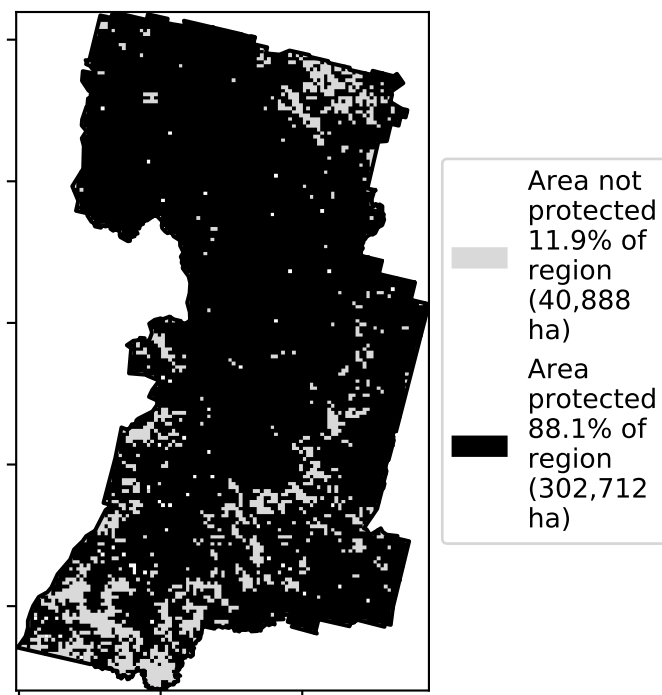 Area not
protected
11.9% of
region
(40,888
ha)
Area
protected
88.1% of
region
(302,712
ha)